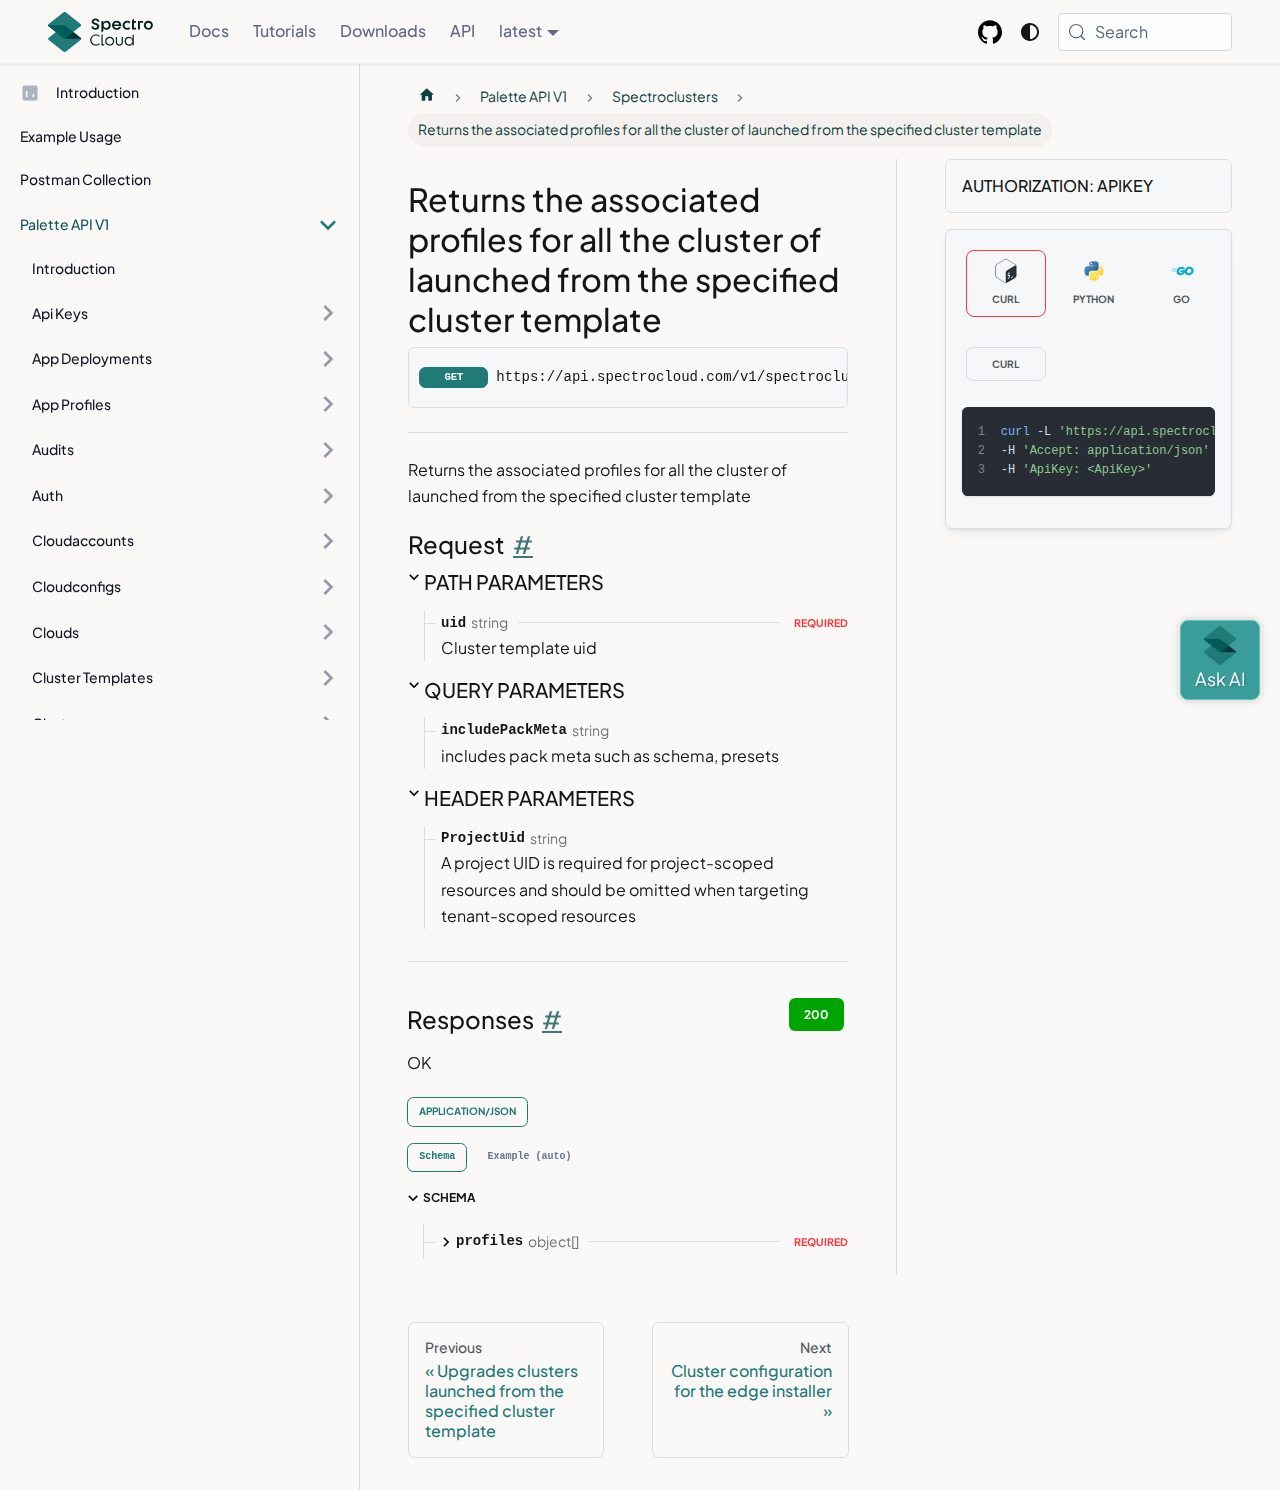 Spectro
Cloud
Docs
Tutorials
Downloads
API
latest
Search
Introduction
Example Usage
Postman Collection
Palette API V1
Introduction
Api Keys
App Deployments
App Profiles
Audits
Auth
Cloudaccounts
Cloudconfigs
Clouds
Cluster Templates
Palette API V1
Spectroclusters
Returns the associated profiles for all the cluster of launched from the specified cluster template
Returns the associated
profiles for all the cluster of
launched from the specified
cluster template
GET https://api.spectrocloud.com/v1/spectroclu
Returns the associated profiles for all the cluster of
launched from the specified cluster template
Request #
PATH PARAMETERS
uid string REQUIRED
Cluster template uid
QUERY PARAMETERS
includePackMeta string
includes pack meta such as schema, presets
HEADER PARAMETERS
ProjectUid string
A project UID is required for project-scoped
resources and should be omitted when targeting
tenant-scoped resources
Responses #
200
OK
APPLICATION/JSON
Schema
Example (auto)
SCHEMA
profiles object[] REQUIRED
Previous
« Upgrades clusters
launched from the
specified cluster
template
Next
Cluster configuration
for the edge installer
»
AUTHORIZATION: APIKEY
CURL
PYTHON
GO
CURL
1 curl -L 'https://api.spectrocl
2 -H 'Accept: application/json'
3 -H 'ApiKey: <ApiKey>'
Ask AI